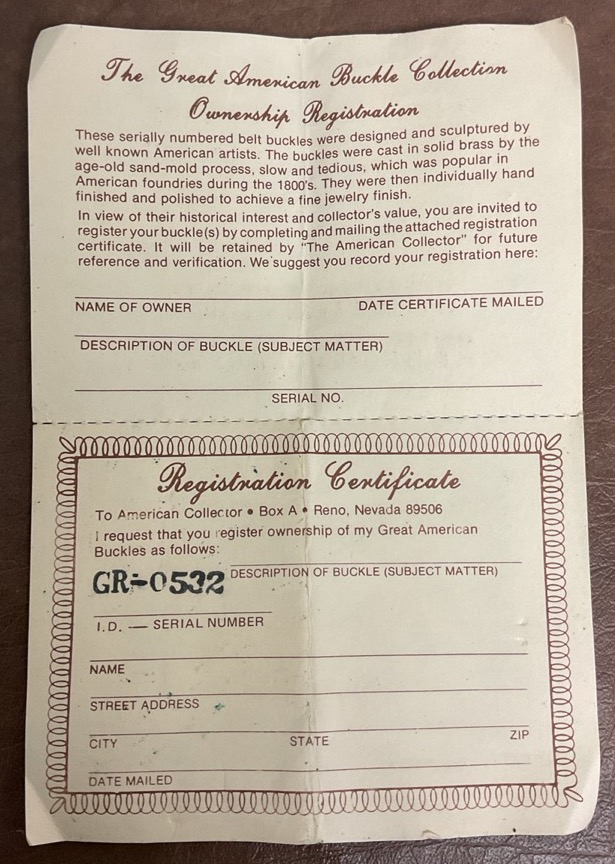 The Great American Buckle Collection
Ownership Registration
These serially numbered belt buckles were designed and sculptured by
well known American artists. The buckles were cast in solid brass by the
age-old sand-mold process, slow and tedious, which was popular in
American foundries during the 1800's. They were then individually hand
finished and polished to achieve a fine jewelry finish.
In view of their historical interest and collector's value, you are invited to
register your buckle(s) by completing and mailing the attached registration
certificate. It will be retained by "The American Collector" for future
reference and verification. We suggest you record your registration here:
NAME OF OWNER DATE CERTIFICATE MAILED
DESCRIPTION OF BUCKLE (SUBJECT MATTER)
SERIAL NO.
Registration Certificate
To American Collector • Box A • Reno, Nevada 89506
I request that you register ownership of my Great American
Buckles as follows:
GR-0532 DESCRIPTION OF BUCKLE (SUBJECT MATTER)
I.D. — SERIAL NUMBER
NAME
STREET ADDRESS
CITY STATE ZIP
DATE MAILED